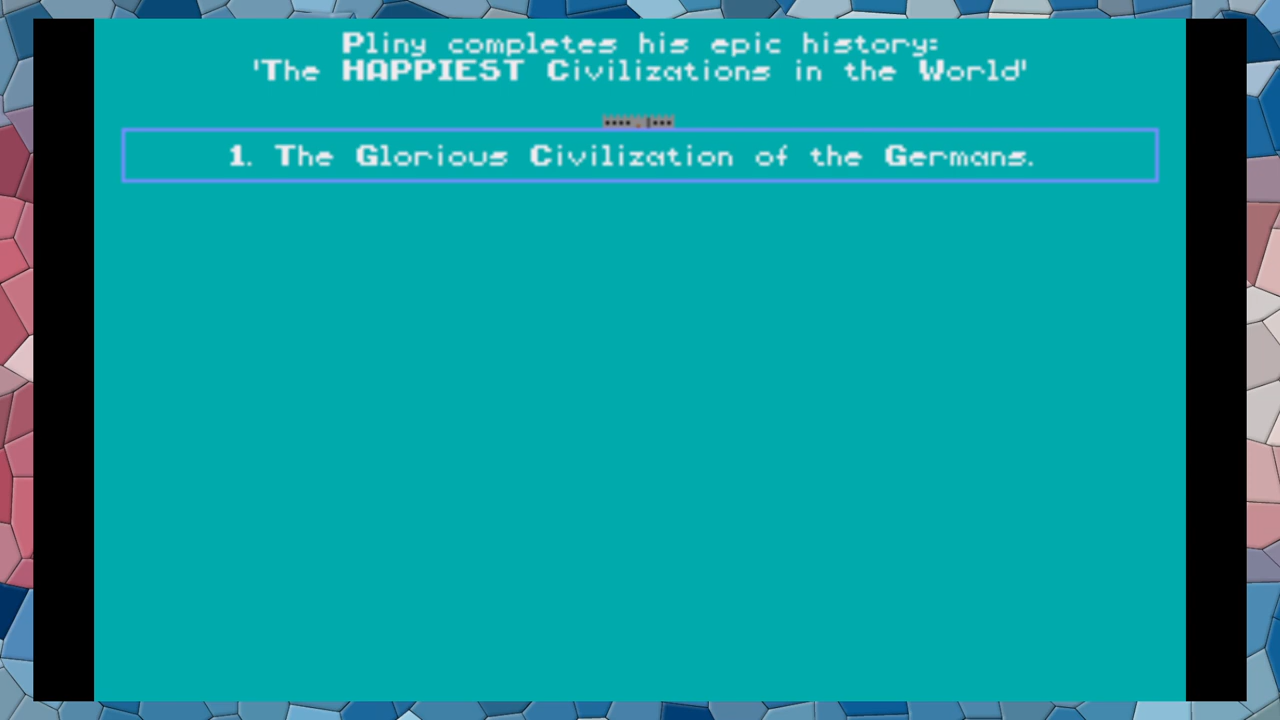 Pliny completes his epic history:
'The HAPPIEST Civilizations in the World'
1. The Glorious Civilization of the Germans.